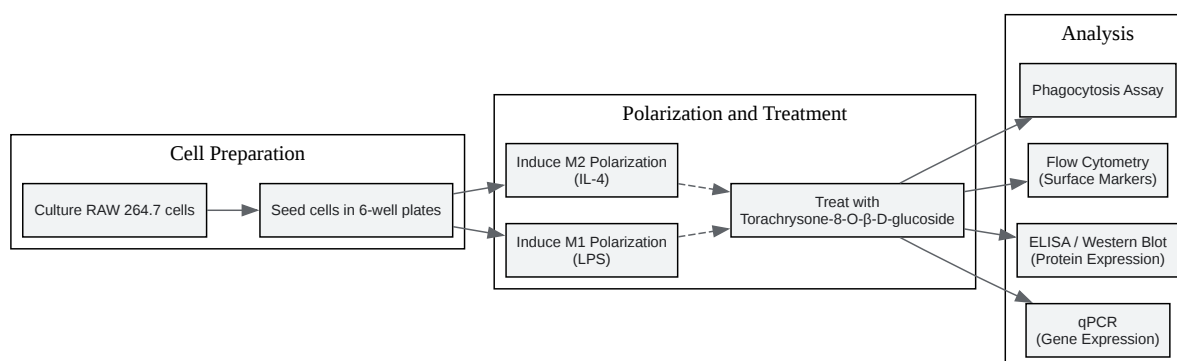 Cell Preparation
Culture RAW 264.7 cells
Seed cells in 6-well plates
Polarization and Treatment
Induce M2 Polarization
(IL-4)
Induce M1 Polarization
(LPS)
Treat with
Torachrysone-8-O-β-D-glucoside
Analysis
Phagocytosis Assay
Flow Cytometry
(Surface Markers)
ELISA / Western Blot
(Protein Expression)
qPCR
(Gene Expression)